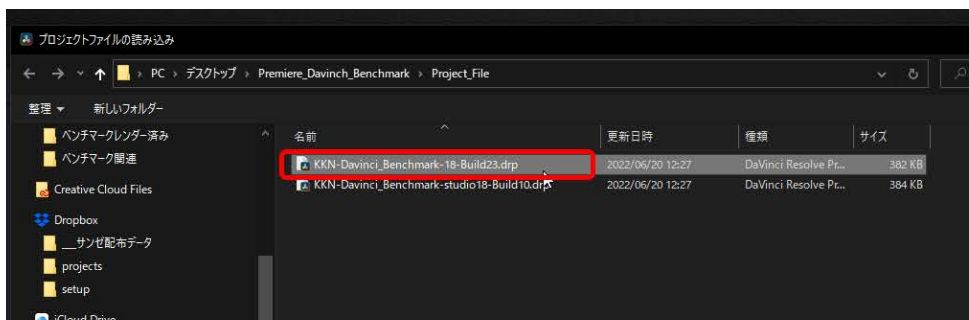 プロジェクトファイルの読み込み
PC › デスクトップ › Premiere_Davinch_Benchmark › Project_File
整理 新しいフォルダー
ベンチマークレンダー済み
ベンチマーク関連
Creative Cloud Files
Dropbox
__サンゼ配布データ
projects
setup
iCloud Drive
名前 更新日時 種類 サイズ
KKN-Davinci_Benchmark-18-Build23.drp 2022/06/20 12:27 DaVinci Resolve Pr... 382 KB
KKN-Davinci_Benchmark-studio18-Build10.drp 2022/06/20 12:27 DaVinci Resolve Pr... 384 KB